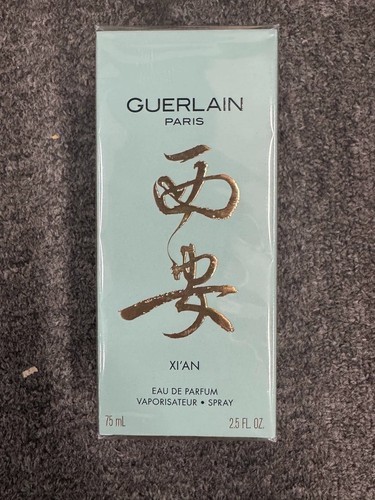 GUERLAIN
PARIS
西
安
XI'AN
EAU DE PARFUM
VAPORISATEUR • SPRAY
75 mL 2.5 FL. OZ.